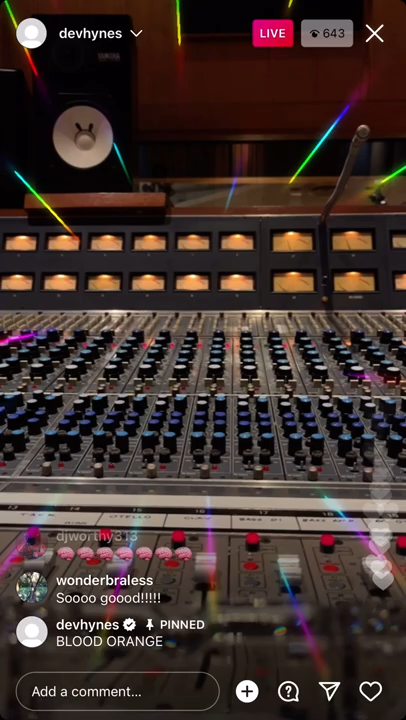 devhynes
LIVE
643
djworthy313
wonderbraless
Soooo goood!!!!!
devhynes PINNED
BLOOD ORANGE
Add a comment...